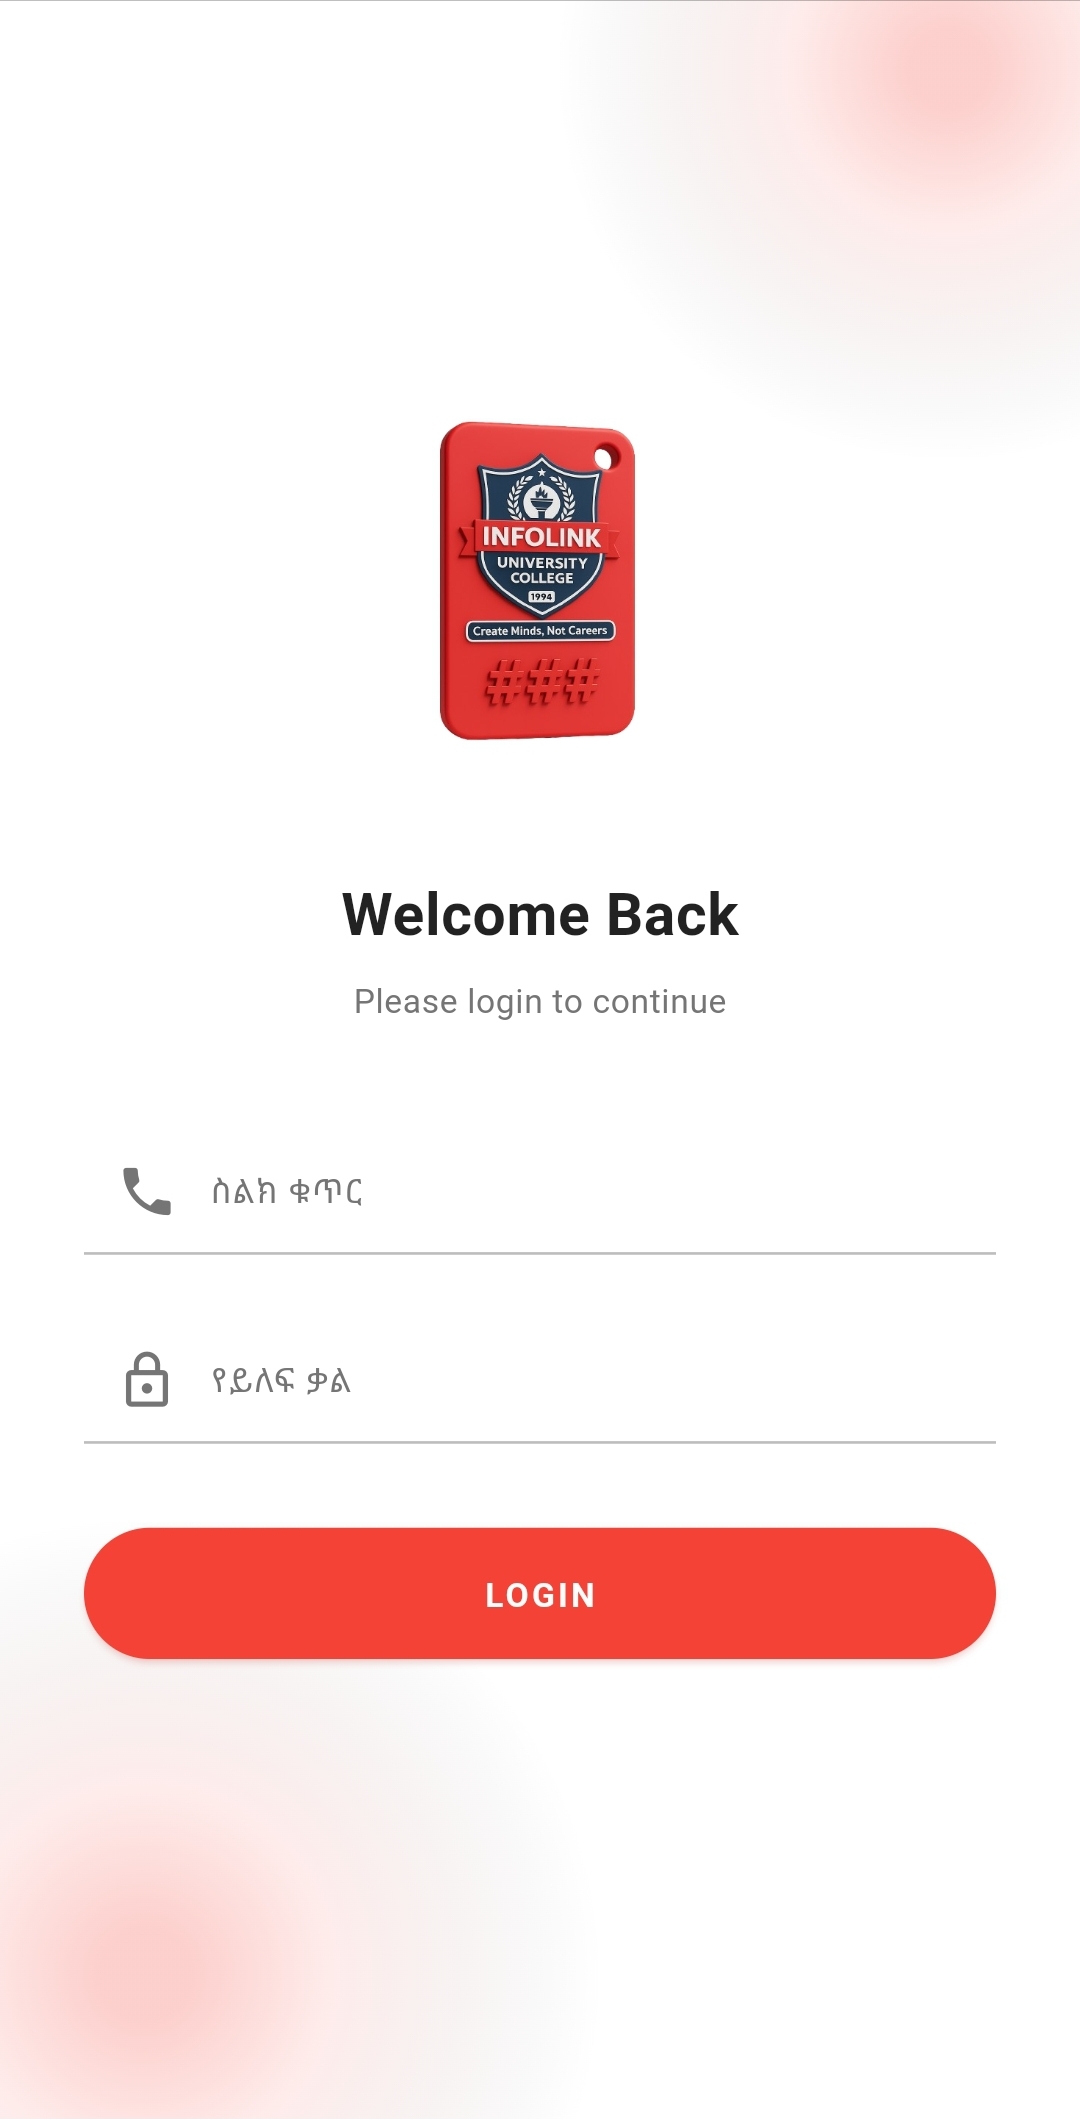 INFOLINK
UNIVERSITY
COLLEGE
1994
Create Minds, Not Careers
###
Welcome Back
Please login to continue
ስልክ ቁጥር
የይለፍ ቃል
LOGIN